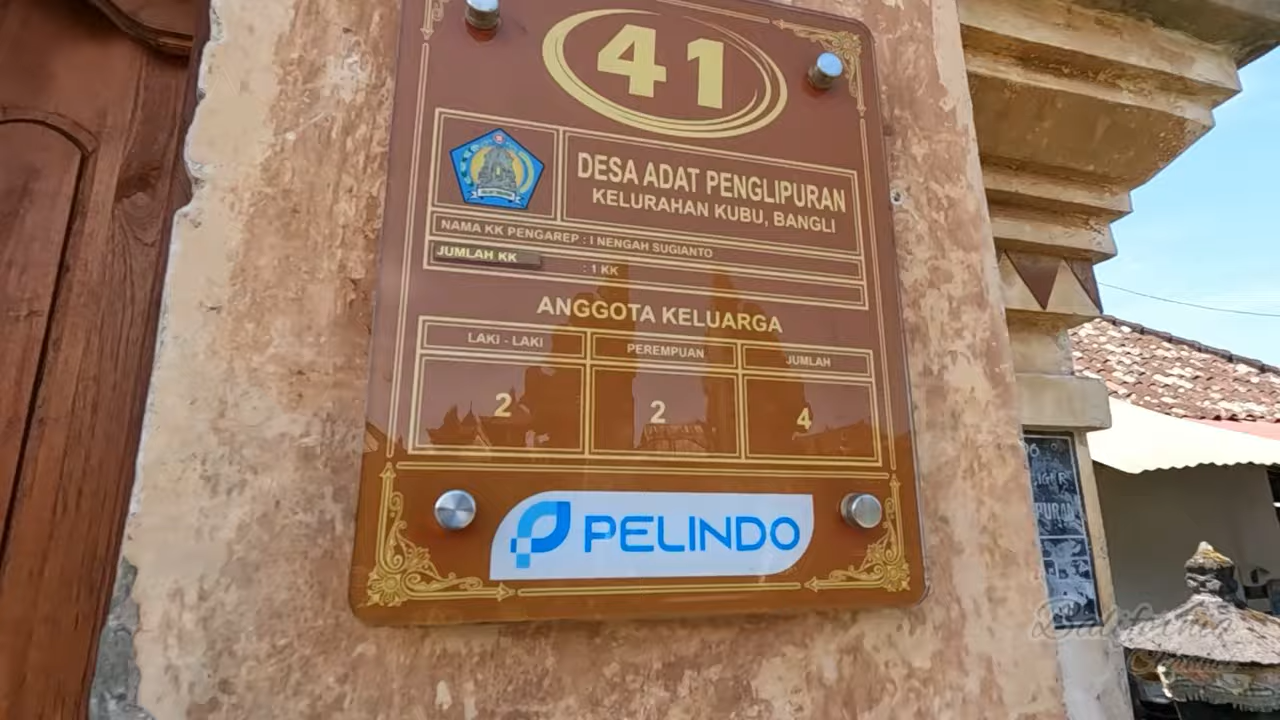 41
DESA ADAT PENGLIPURAN
KELURAHAN KUBU, BANGLI
NAMA KK PENGAREP : I NENGAH SUGIANTO
JUMLAH KK : 1 KK
ANGGOTA KELUARGA
LAKI - LAKI PEREMPUAN JUMLAH
2 2 4
PELINDO